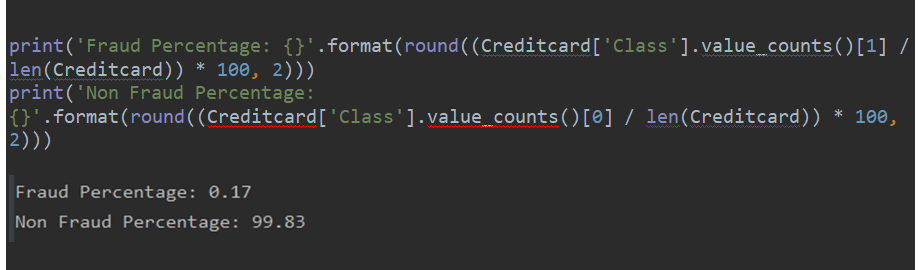 print('Fraud Percentage: {}'.format(round((Creditcard['Class'].value_counts()[1] /
len(Creditcard)) * 100, 2)))
print('Non Fraud Percentage:
{}'.format(round((Creditcard['Class'].value_counts()[0] / len(Creditcard)) * 100,
2)))
Fraud Percentage: 0.17
Non Fraud Percentage: 99.83